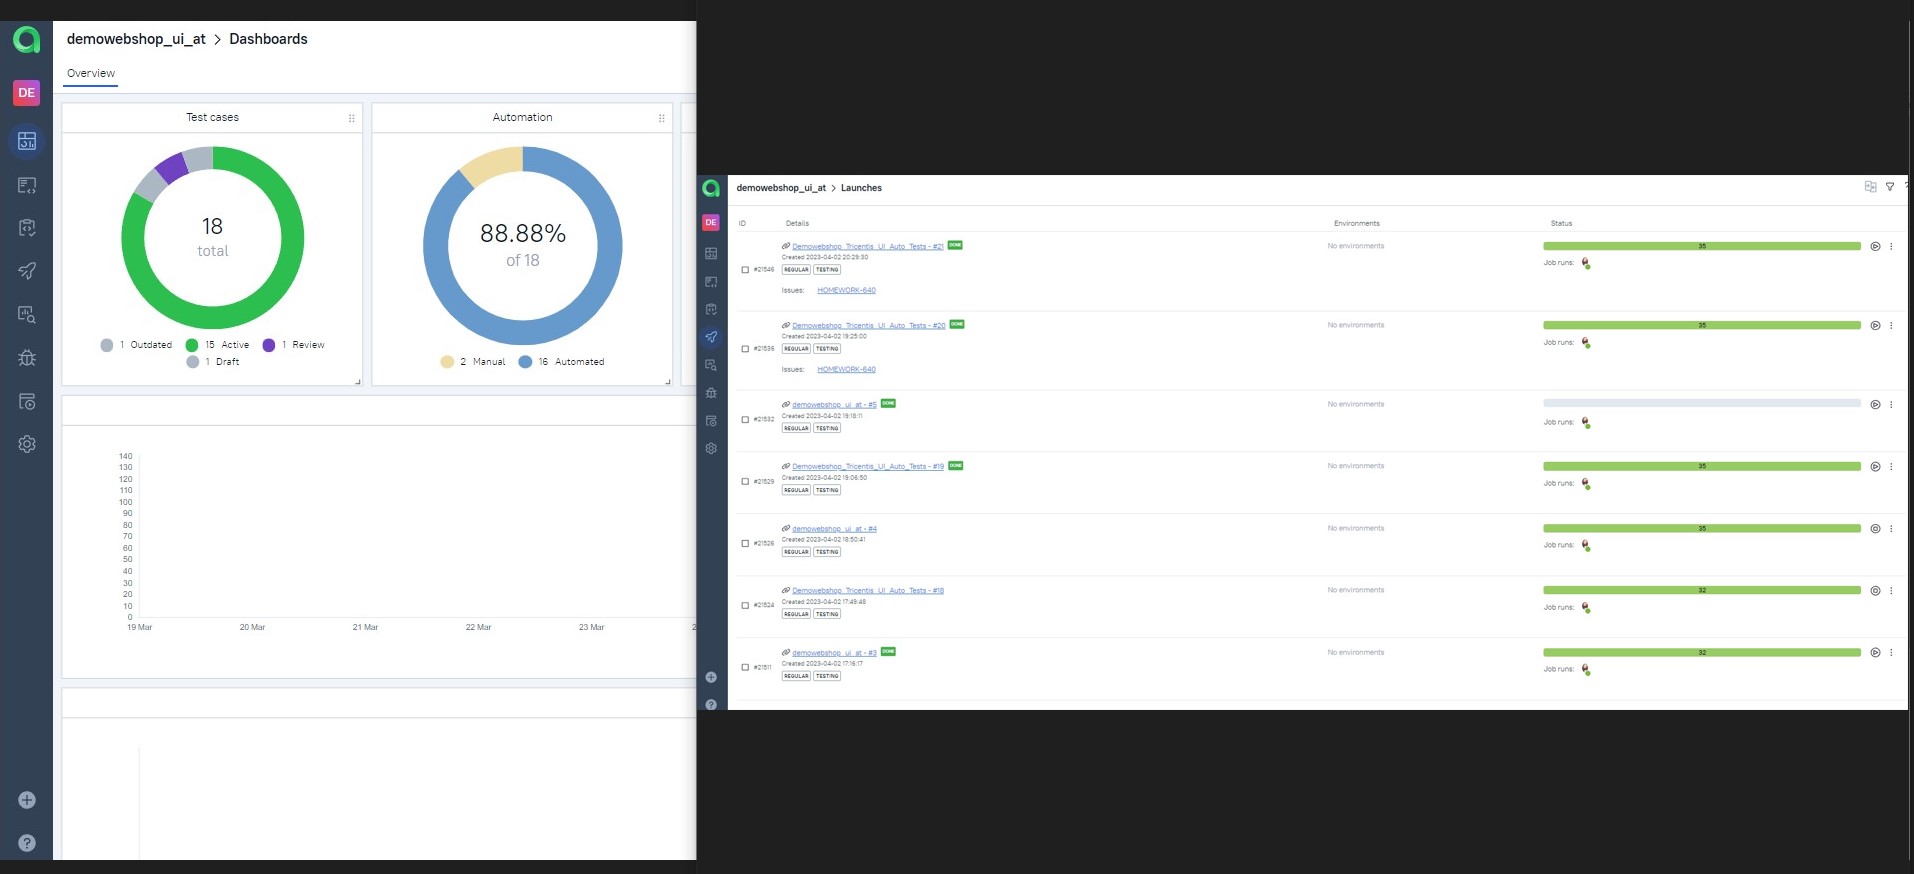 demowebshop_ui_at > Dashboards
DE
Overview
Test cases
18
total
1 Outdated 15 Active 1 Review
1 Draft
Automation
88.88%
of 18
2 Manual 16 Automated
140
130
120
110
100
90
80
70
60
50
40
30
20
10
0
19 Mar 20 Mar 21 Mar 22 Mar 23 Mar 2
?
demowebshop_ui_at > Launches
?
DE
ID Details Environments Status
Demowebshop_Tricentis_UI_Auto_Tests - #21 DONE No environments 35
Created 2023-04-02 20:29:30 Job runs:
#21546 REGULAR TESTING
Issues: HOMEWORK-640
Demowebshop_Tricentis_UI_Auto_Tests - #20 DONE No environments 35
Created 2023-04-02 19:25:00 Job runs:
#21536 REGULAR TESTING
Issues: HOMEWORK-640
demowebshop_ui_at - #5 DONE No environments
Created 2023-04-02 19:18:11 Job runs:
#21532 REGULAR TESTING
Demowebshop_Tricentis_UI_Auto_Tests - #19 DONE No environments 35
Created 2023-04-02 19:06:50 Job runs:
#21529 REGULAR TESTING
demowebshop_ui_at - #4 No environments 35
Created 2023-04-02 18:50:41 Job runs:
#21526 REGULAR TESTING
Demowebshop_Tricentis_UI_Auto_Tests - #18 No environments 32
Created 2023-04-02 17:49:48 Job runs:
#21524 REGULAR TESTING
demowebshop_ui_at - #3 DONE No environments 32
Created 2023-04-02 17:16:17 Job runs:
#21511 REGULAR TESTING
?